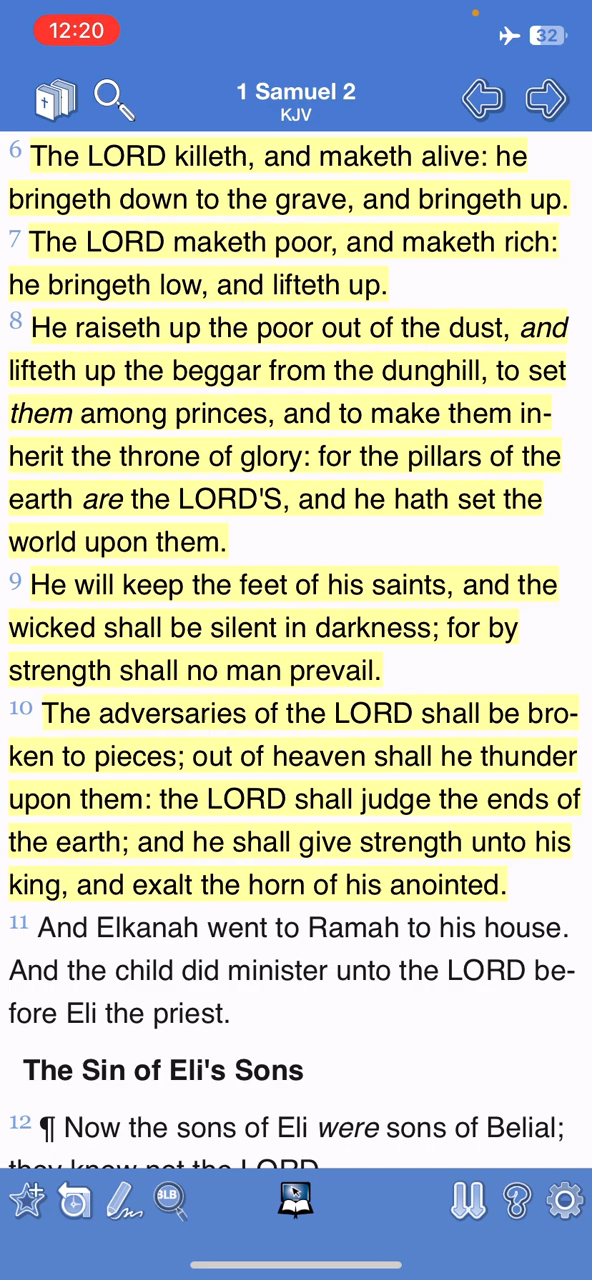 12:20
32
1 Samuel 2
KJV
6 The LORD killeth, and maketh alive: he
bringeth down to the grave, and bringeth up.
7 The LORD maketh poor, and maketh rich:
he bringeth low, and lifteth up.
8 He raiseth up the poor out of the dust, and
lifteth up the beggar from the dunghill, to set
them among princes, and to make them in-
herit the throne of glory: for the pillars of the
earth are the LORD'S, and he hath set the
world upon them.
9 He will keep the feet of his saints, and the
wicked shall be silent in darkness; for by
strength shall no man prevail.
10 The adversaries of the LORD shall be bro-
ken to pieces; out of heaven shall he thunder
upon them: the LORD shall judge the ends of
the earth; and he shall give strength unto his
king, and exalt the horn of his anointed.
11 And Elkanah went to Ramah to his house.
And the child did minister unto the LORD be-
fore Eli the priest.
The Sin of Eli's Sons
12 ¶ Now the sons of Eli were sons of Belial;
they knew not the LORD
BLB